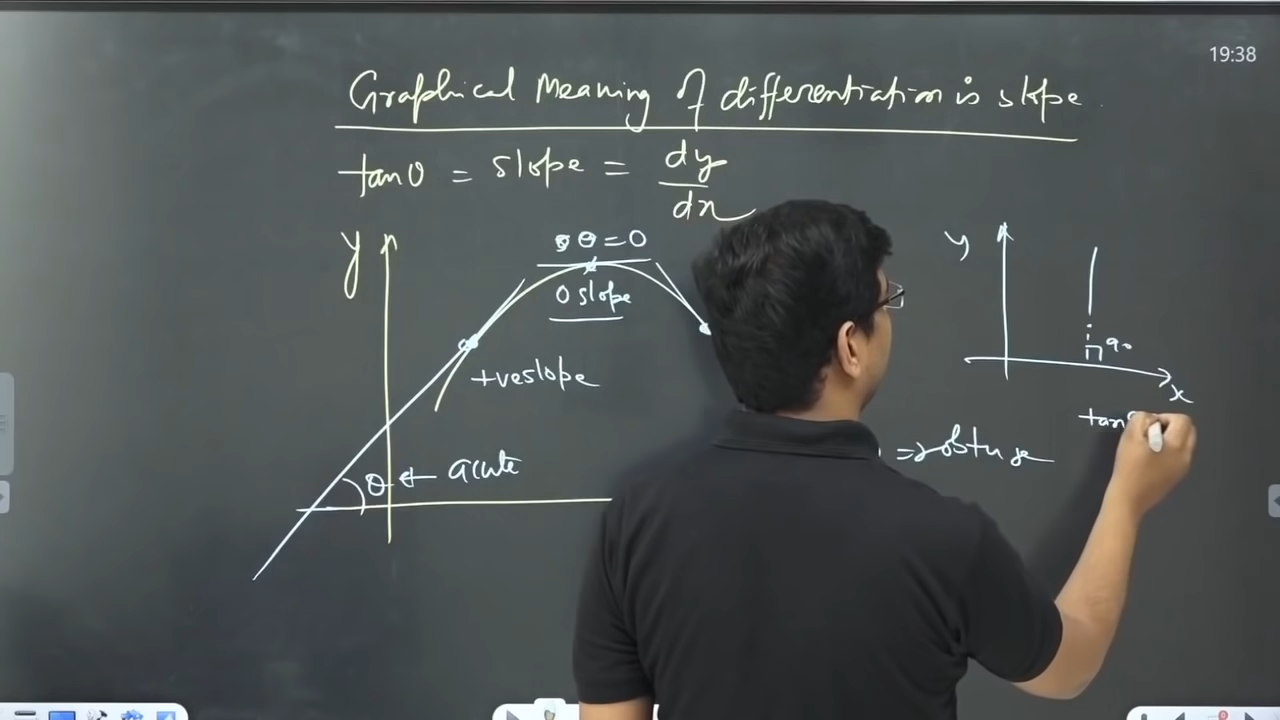 19:38
Graphical Meaning of differentiation is slope.
tanθ = slope = dy/dx
y
θ = 0
0 slope
+ve slope
θ ← acute
= obtuse
y
90
x
tan